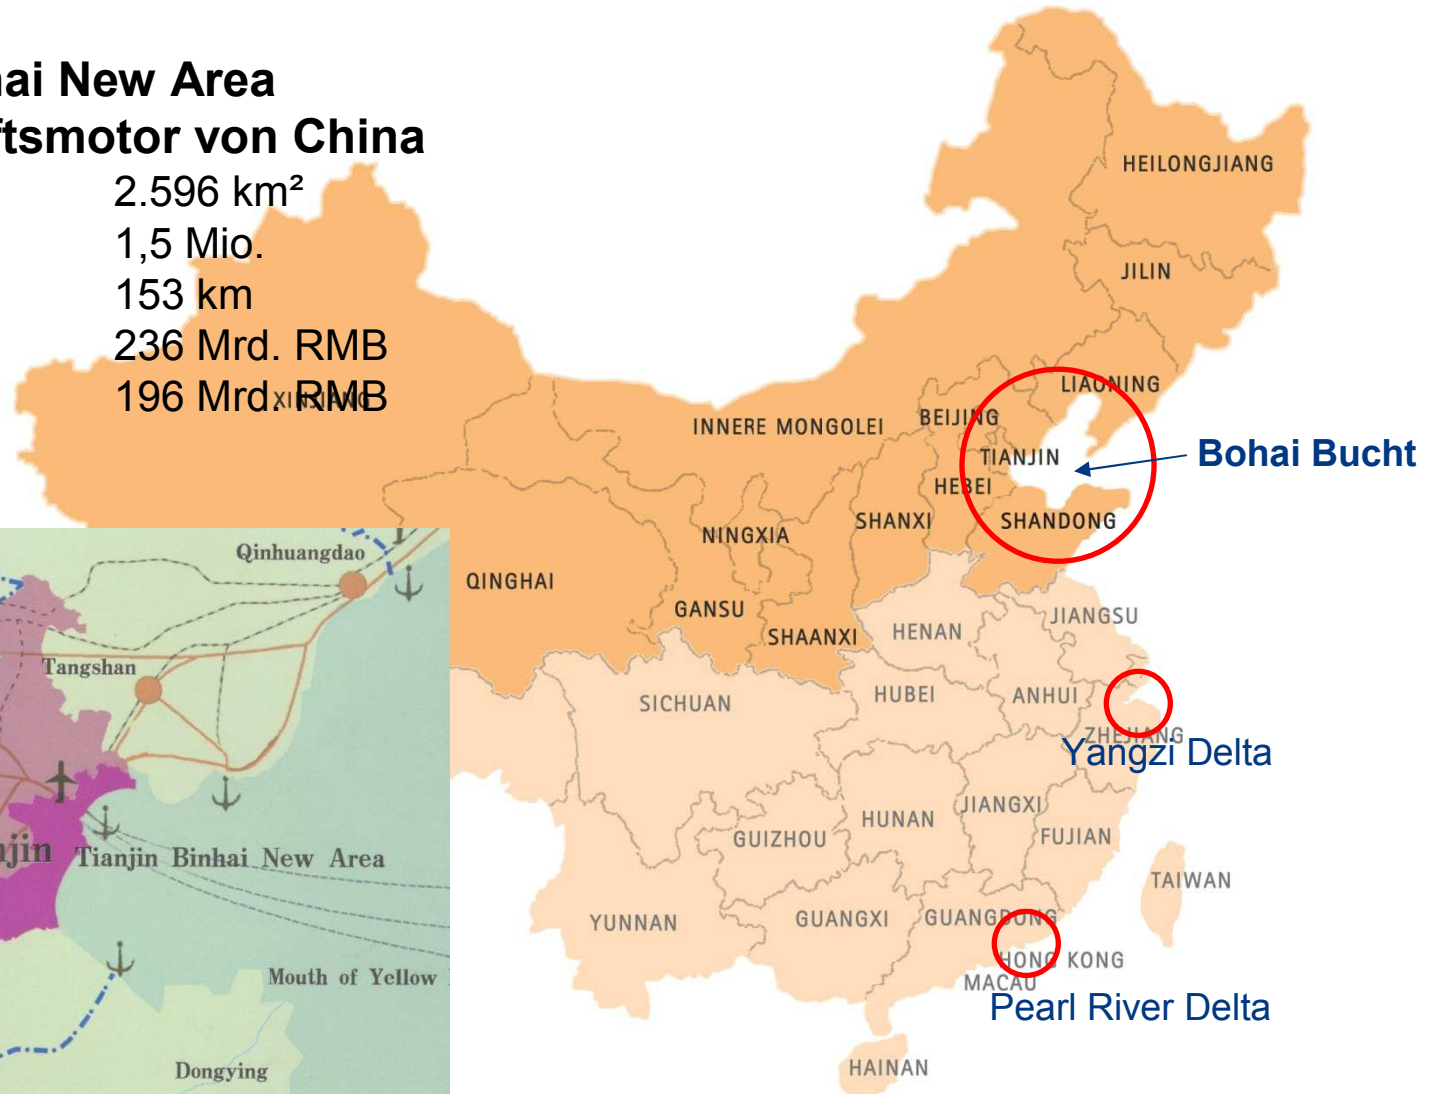 hai New Area
ftsmotor von China
2.596 km²
1,5 Mio.
153 km
236 Mrd. RMB
196 Mrd. RMB
XINJIANG
HEILONGJIANG
JILIN
LIAONING
BEIJING
INNERE MONGOLEI
TIANJIN
Bohai Bucht
HEBEI
SHANXI
SHANDONG
NINGXIA
QINGHAI
GANSU
SHAANXI
HENAN
JIANGSU
SICHUAN
HUBEI
ANHUI
ZHEJIANG
Yangzi Delta
HUNAN
JIANGXI
GUIZHOU
FUJIAN
TAIWAN
YUNNAN
GUANGXI
GUANGDONG
HONG KONG
MACAU
Pearl River Delta
HAINAN
Qinhuangdao
Tangshan
njin
Tianjin Binhai New Area
Mouth of Yellow
Dongying